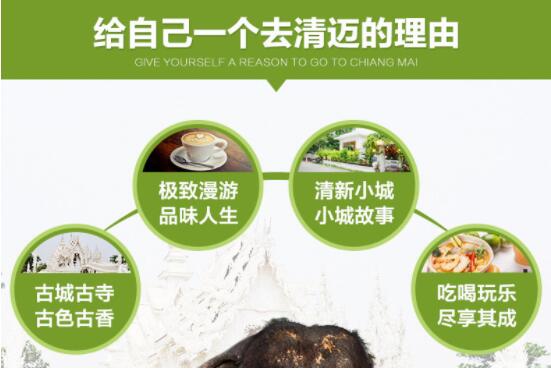 给自己一个去清迈的理由
GIVE YOURSELF A REASON TO GO TO CHIANG MAI
极致漫游
品味人生
清新小城
小城故事
古城古寺
古色古香
吃喝玩乐
尽享其成